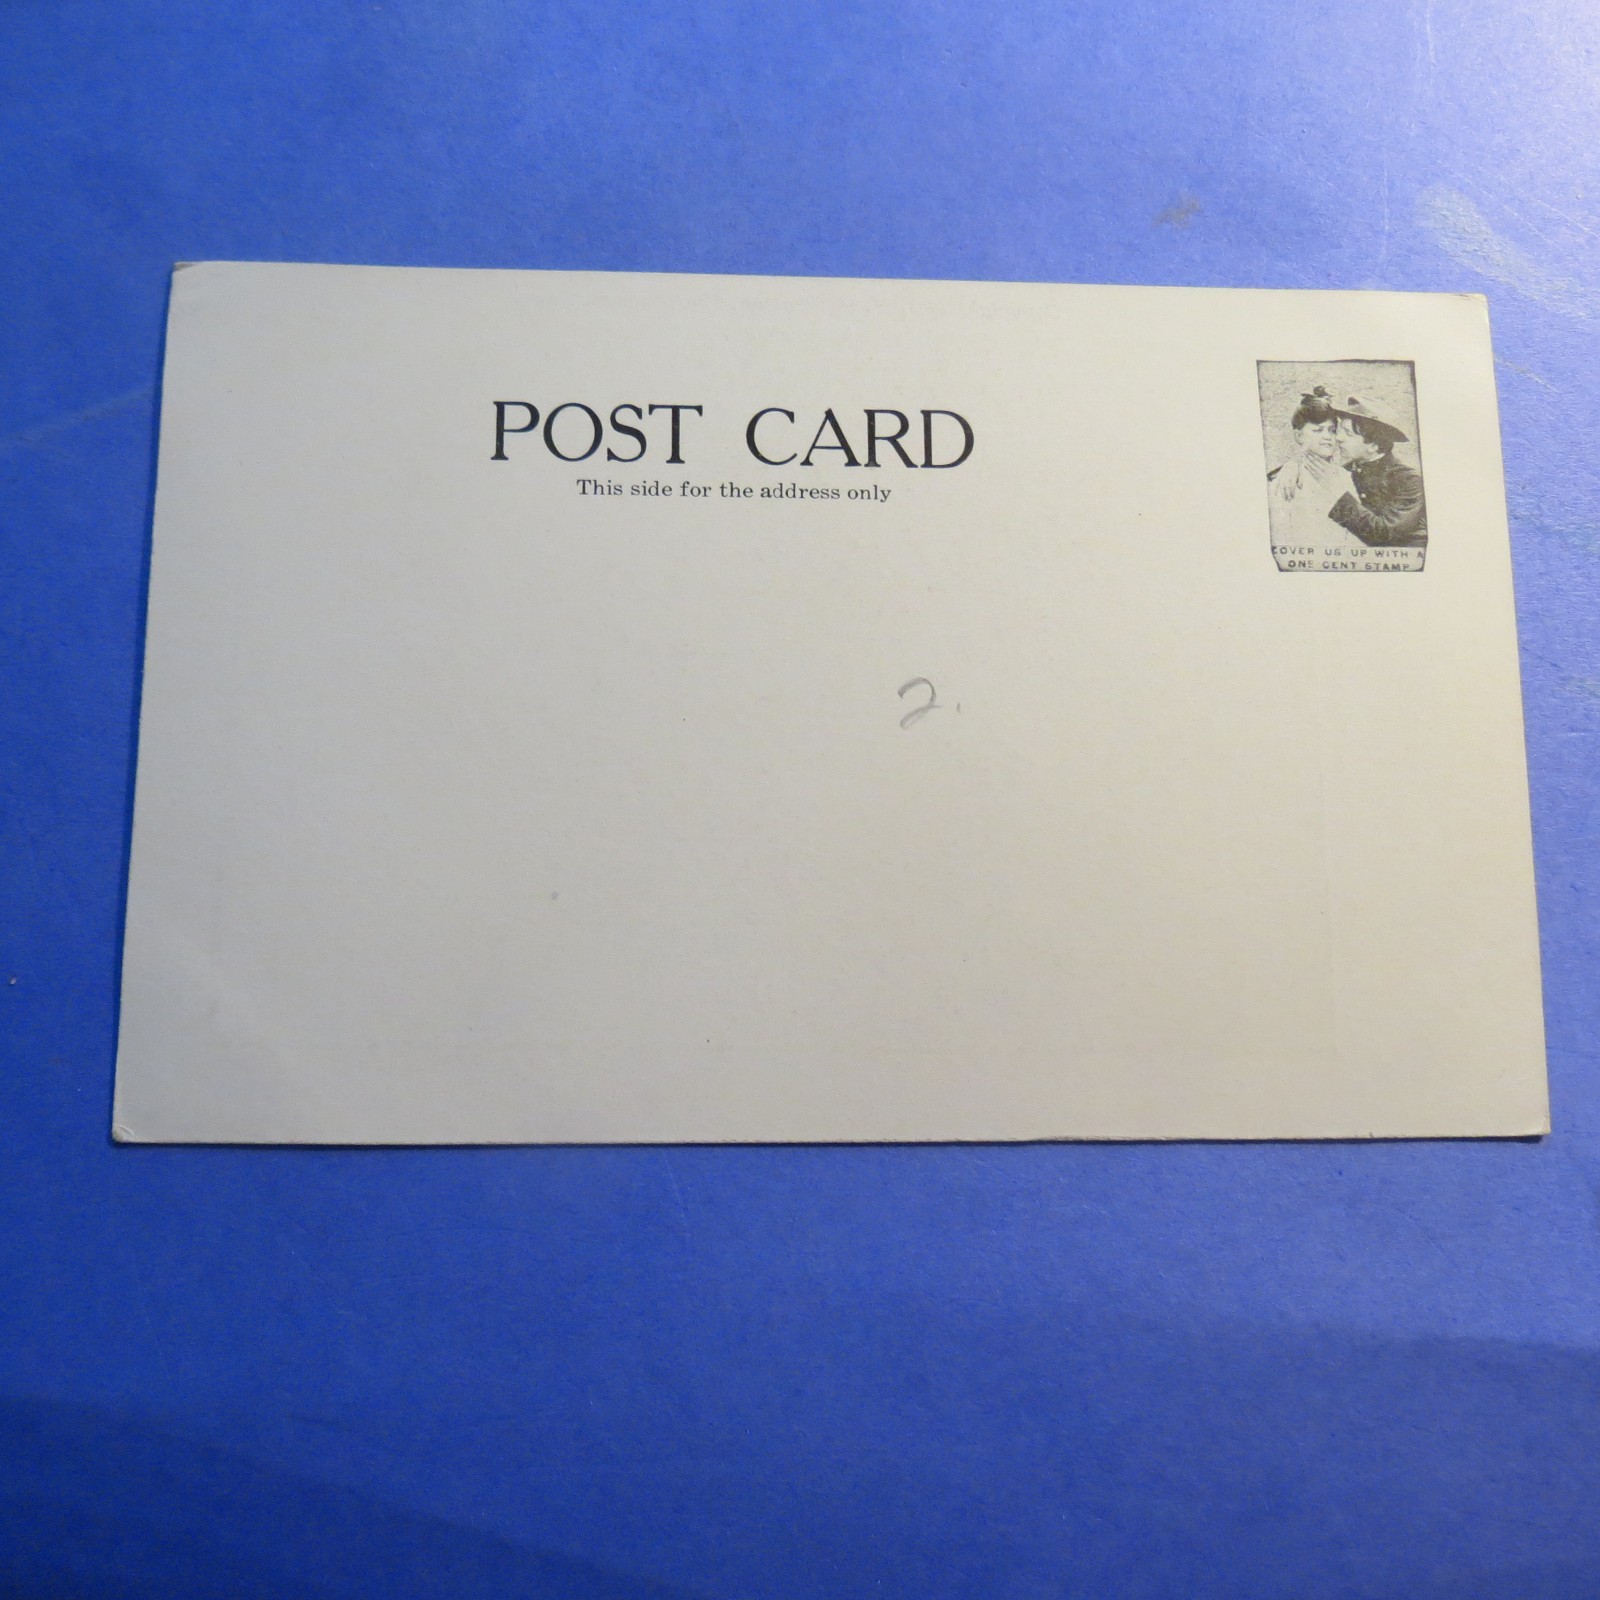 POST CARD
This side for the address only
COVER US UP WITH A
ONE CENT STAMP
2.